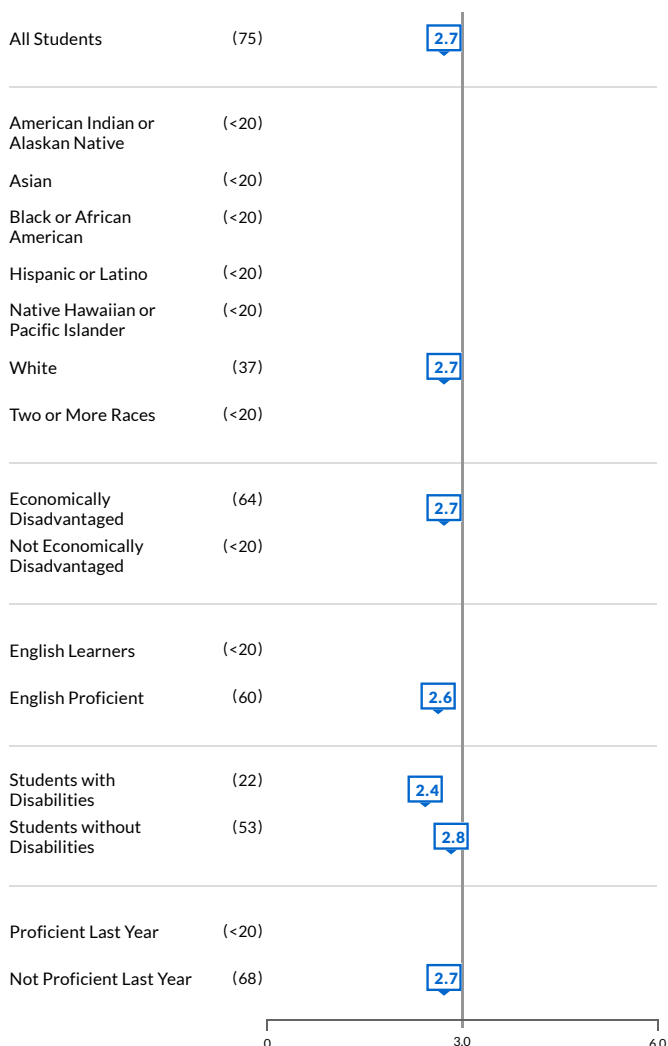 All Students (75) 2.7
American Indian or (<20)
Alaskan Native
Asian (<20)
Black or African (<20)
American
Hispanic or Latino (<20)
Native Hawaiian or (<20)
Pacific Islander
White (37) 2.7
Two or More Races (<20)
Economically (64) 2.7
Disadvantaged
Not Economically (<20)
Disadvantaged
English Learners (<20)
English Proficient (60) 2.6
Students with (22) 2.4
Disabilities
Students without (53) 2.8
Disabilities
Proficient Last Year (<20)
Not Proficient Last Year (68) 2.7
0 3.0 6.0